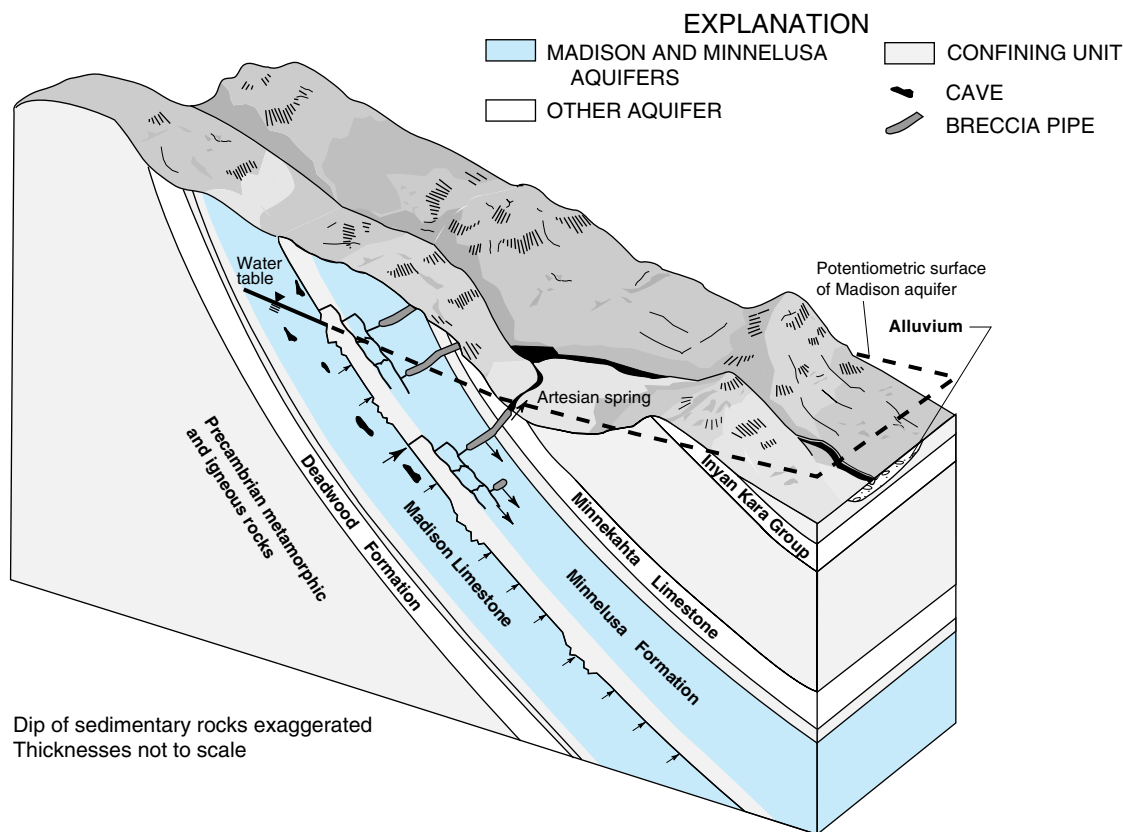 EXPLANATION
MADISON AND MINNELUSA
AQUIFERS
OTHER AQUIFER
CONFINING UNIT
CAVE
BRECCIA PIPE
Water
table
Potentiometric surface
of Madison aquifer
Alluvium
Artesian spring
Precambrian metamorphic
and igneous rocks
Deadwood Formation
Madison Limestone
Minnelusa Formation
Minnekahta Limestone
Inyan Kara Group
Dip of sedimentary rocks exaggerated
Thicknesses not to scale